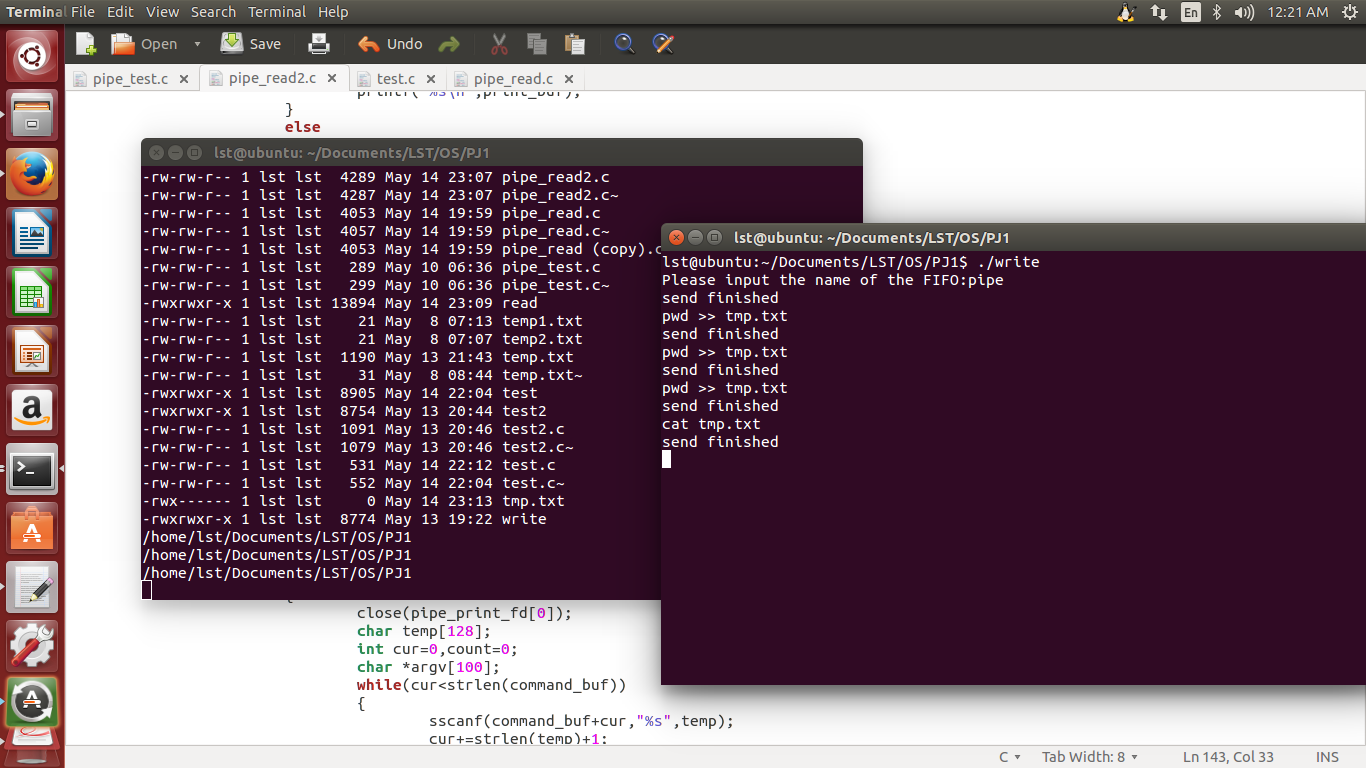 Terminal File Edit View Search Terminal Help En 12:21 AM
Open Save Undo
pipe_test.c pipe_read2.c test.c pipe_read.c
printf("%s\n",print_buf);
}
else
lst@ubuntu: ~/Documents/LST/OS/PJ1
-rw-rw-r-- 1 lst lst 4289 May 14 23:07 pipe_read2.c
-rw-rw-r-- 1 lst lst 4287 May 14 23:07 pipe_read2.c~
-rw-rw-r-- 1 lst lst 4053 May 14 19:59 pipe_read.c
-rw-rw-r-- 1 lst lst 4057 May 14 19:59 pipe_read.c~
-rw-rw-r-- 1 lst lst 4053 May 14 19:59 pipe_read (copy).c
-rw-rw-r-- 1 lst lst 289 May 10 06:36 pipe_test.c
-rw-rw-r-- 1 lst lst 299 May 10 06:36 pipe_test.c~
-rwxrwxr-x 1 lst lst 13894 May 14 23:09 read
-rw-rw-r-- 1 lst lst 21 May 8 07:13 temp1.txt
-rw-rw-r-- 1 lst lst 21 May 8 07:07 temp2.txt
-rw-rw-r-- 1 lst lst 1190 May 13 21:43 temp.txt
-rw-rw-r-- 1 lst lst 31 May 8 08:44 temp.txt~
-rwxrwxr-x 1 lst lst 8905 May 14 22:04 test
-rwxrwxr-x 1 lst lst 8754 May 13 20:44 test2
-rw-rw-r-- 1 lst lst 1091 May 13 20:46 test2.c
-rw-rw-r-- 1 lst lst 1079 May 13 20:46 test2.c~
-rw-rw-r-- 1 lst lst 531 May 14 22:12 test.c
-rw-rw-r-- 1 lst lst 552 May 14 22:04 test.c~
-rwx------ 1 lst lst 0 May 14 23:13 tmp.txt
-rwxrwxr-x 1 lst lst 8774 May 13 19:22 write
/home/lst/Documents/LST/OS/PJ1
/home/lst/Documents/LST/OS/PJ1
/home/lst/Documents/LST/OS/PJ1
lst@ubuntu: ~/Documents/LST/OS/PJ1
lst@ubuntu:~/Documents/LST/OS/PJ1$ ./write
Please input the name of the FIFO:pipe
send finished
pwd >> tmp.txt
send finished
pwd >> tmp.txt
send finished
pwd >> tmp.txt
send finished
cat tmp.txt
send finished
{
close(pipe_print_fd[0]);
char temp[128];
int cur=0,count=0;
char *argv[100];
while(cur<strlen(command_buf))
{
sscanf(command_buf+cur,"%s",temp);
cur+=strlen(temp)+1;
C Tab Width: 8 Ln 143, Col 33 INS